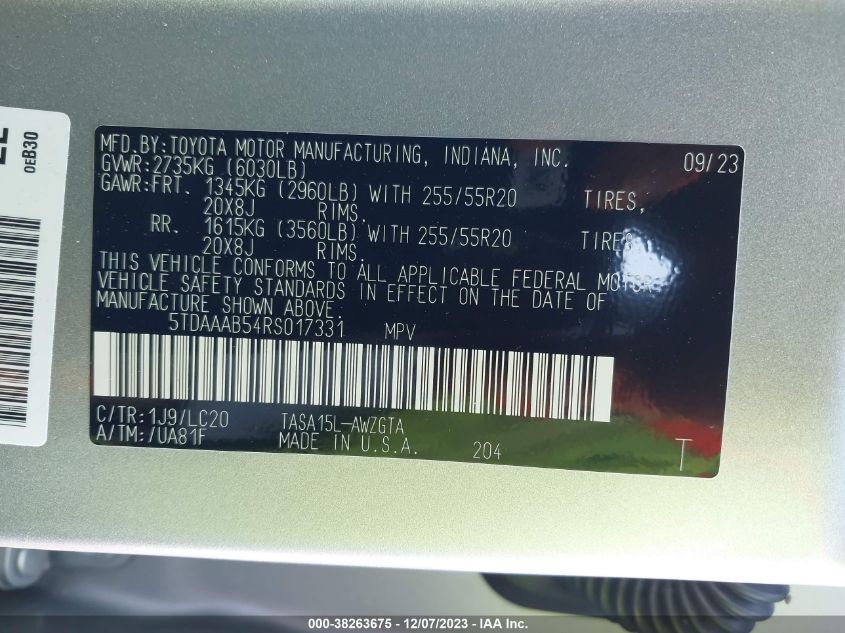 0EB30
MFD.BY:TOYOTA MOTOR MANUFACTURING, INDIANA, INC. 09/23
GVWR:2735KG (6030LB)
GAWR:FRT. 1345KG (2960LB) WITH 255/55R20 TIRES,
20X8J RIMS.
RR. 1615KG (3560LB) WITH 255/55R20 TIRES
20X8J RIMS.
THIS VEHICLE CONFORMS TO ALL APPLICABLE FEDERAL MOTOR
VEHICLE SAFETY STANDARDS IN EFFECT ON THE DATE OF
MANUFACTURE SHOWN ABOVE.
5TDAAAB54RS017331 MPV
C/TR:1J9/LC20 TASA15L-AWZGTA
A/TM:/UA81F MADE IN U.S.A. 204 T
000-38263675 - 12/07/2023 - IAA Inc.